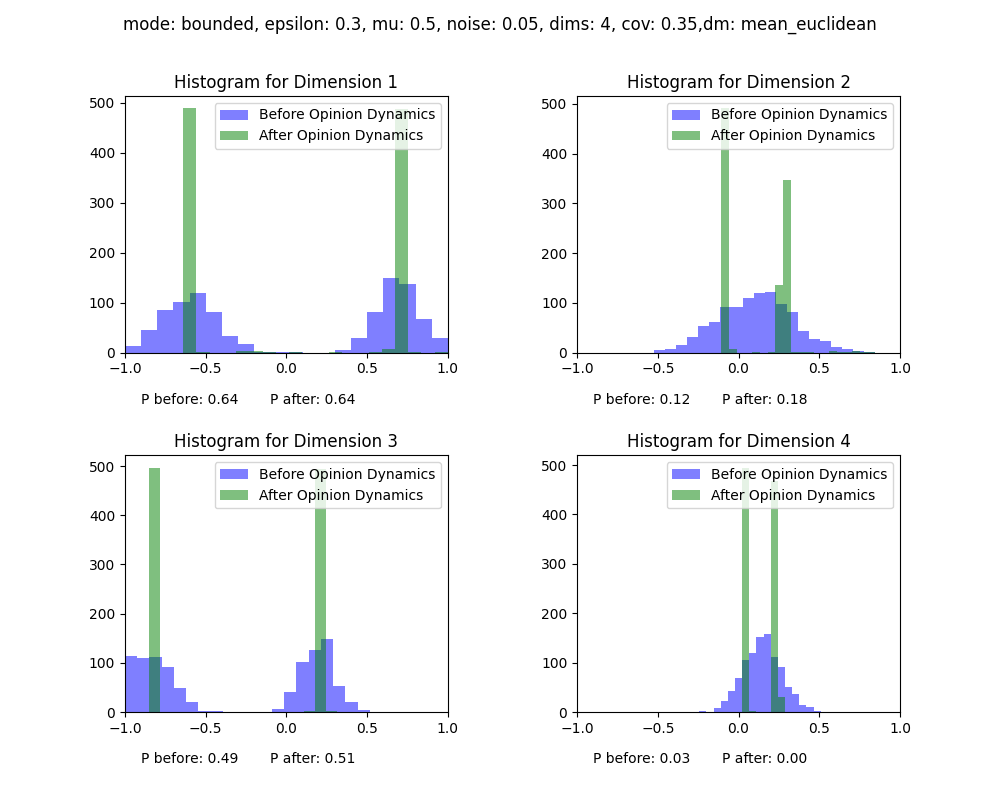 mode: bounded, epsilon: 0.3, mu: 0.5, noise: 0.05, dims: 4, cov: 0.35,dm: mean_euclidean
Histogram for Dimension 1
Before Opinion Dynamics
After Opinion Dynamics
500
400
300
200
100
0
−1.0 −0.5 0.0 0.5 1.0
P before: 0.64 P after: 0.64
Histogram for Dimension 2
Before Opinion Dynamics
After Opinion Dynamics
500
400
300
200
100
0
−1.0 −0.5 0.0 0.5 1.0
P before: 0.12 P after: 0.18
Histogram for Dimension 3
Before Opinion Dynamics
After Opinion Dynamics
500
400
300
200
100
0
−1.0 −0.5 0.0 0.5 1.0
P before: 0.49 P after: 0.51
Histogram for Dimension 4
Before Opinion Dynamics
After Opinion Dynamics
500
400
300
200
100
0
−1.0 −0.5 0.0 0.5 1.0
P before: 0.03 P after: 0.00